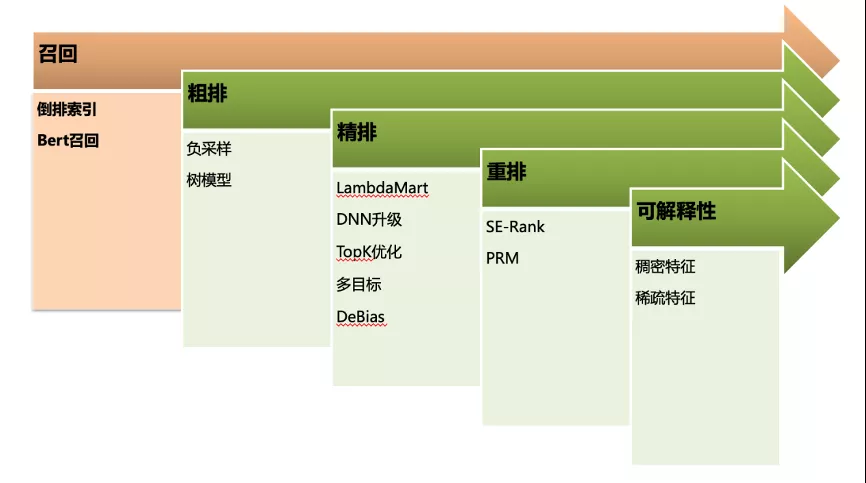 召回
倒排索引
Bert召回
粗排
负采样
树模型
精排
LambdaMart
DNN升级
TopK优化
多目标
DeBias
重排
SE-Rank
PRM
可解释性
稠密特征
稀疏特征